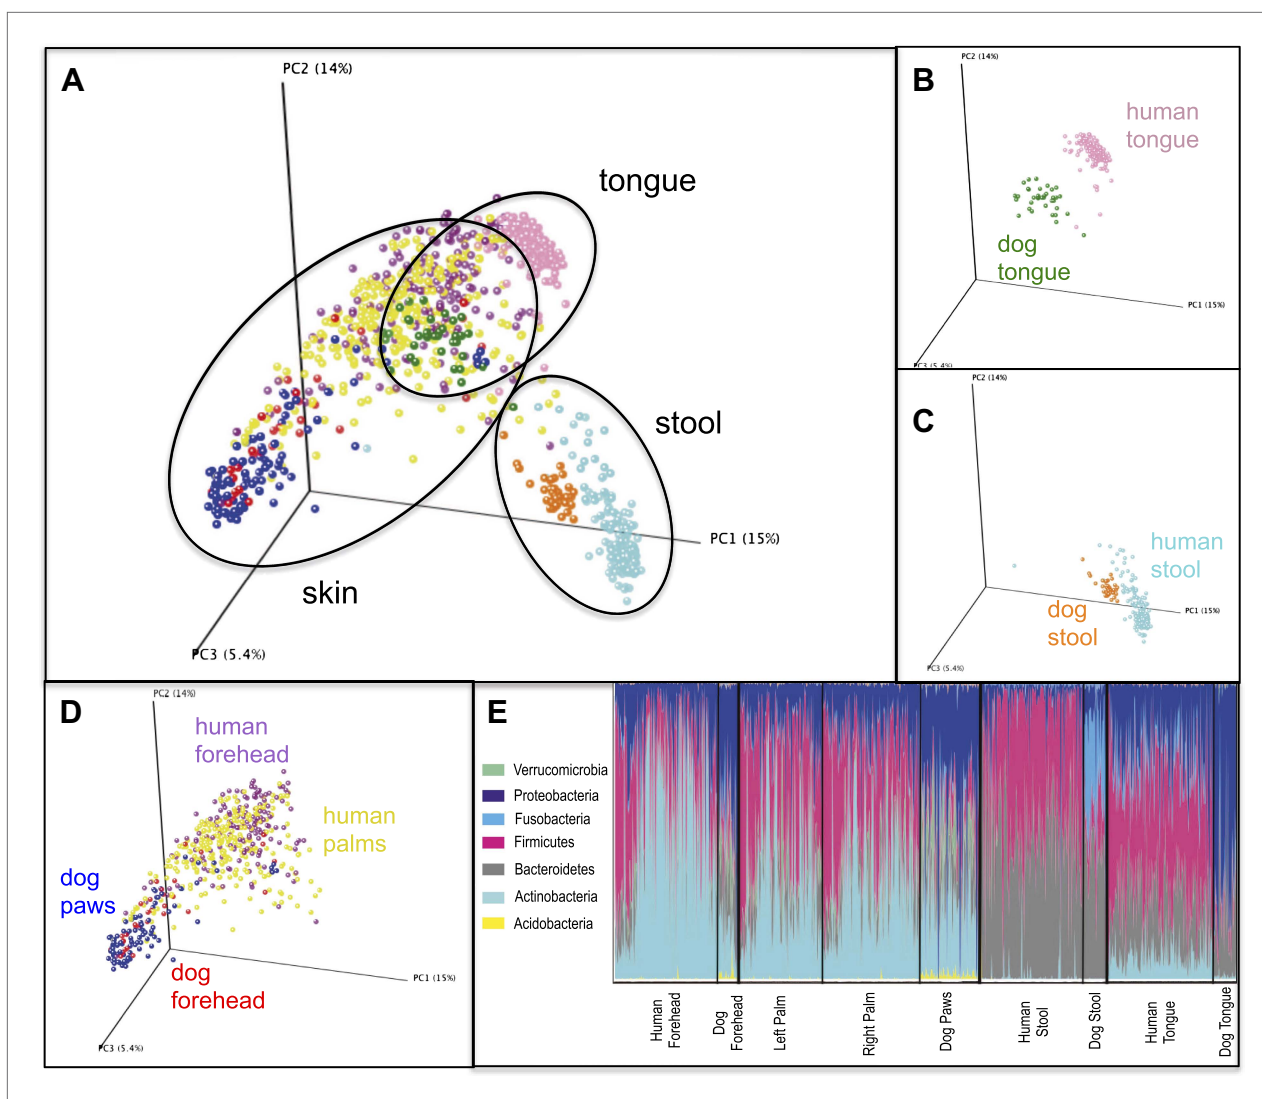 A
PC2 (14%)
tongue
stool
PC1 (15%)
skin
PC3 (5.4%)
B
PC2 (14%)
human
tongue
dog
tongue
PC1 (15%)
PC3 (5.4%)
C
PC2 (14%)
human
stool
PC1 (15%)
dog
stool
PC3 (5.4%)
D
PC2 (14%)
human
forehead
human
palms
dog
paws
dog
forehead
PC1 (15%)
PC3 (5.4%)
E
Verrucomicrobia
Proteobacteria
Fusobacteria
Firmicutes
Bacteroidetes
Actinobacteria
Acidobacteria
Human
Forehead
Dog
Forehead
Left Palm
Right Palm
Dog Paws
Human
Stool
Dog Stool
Human
Tongue
Dog Tongue